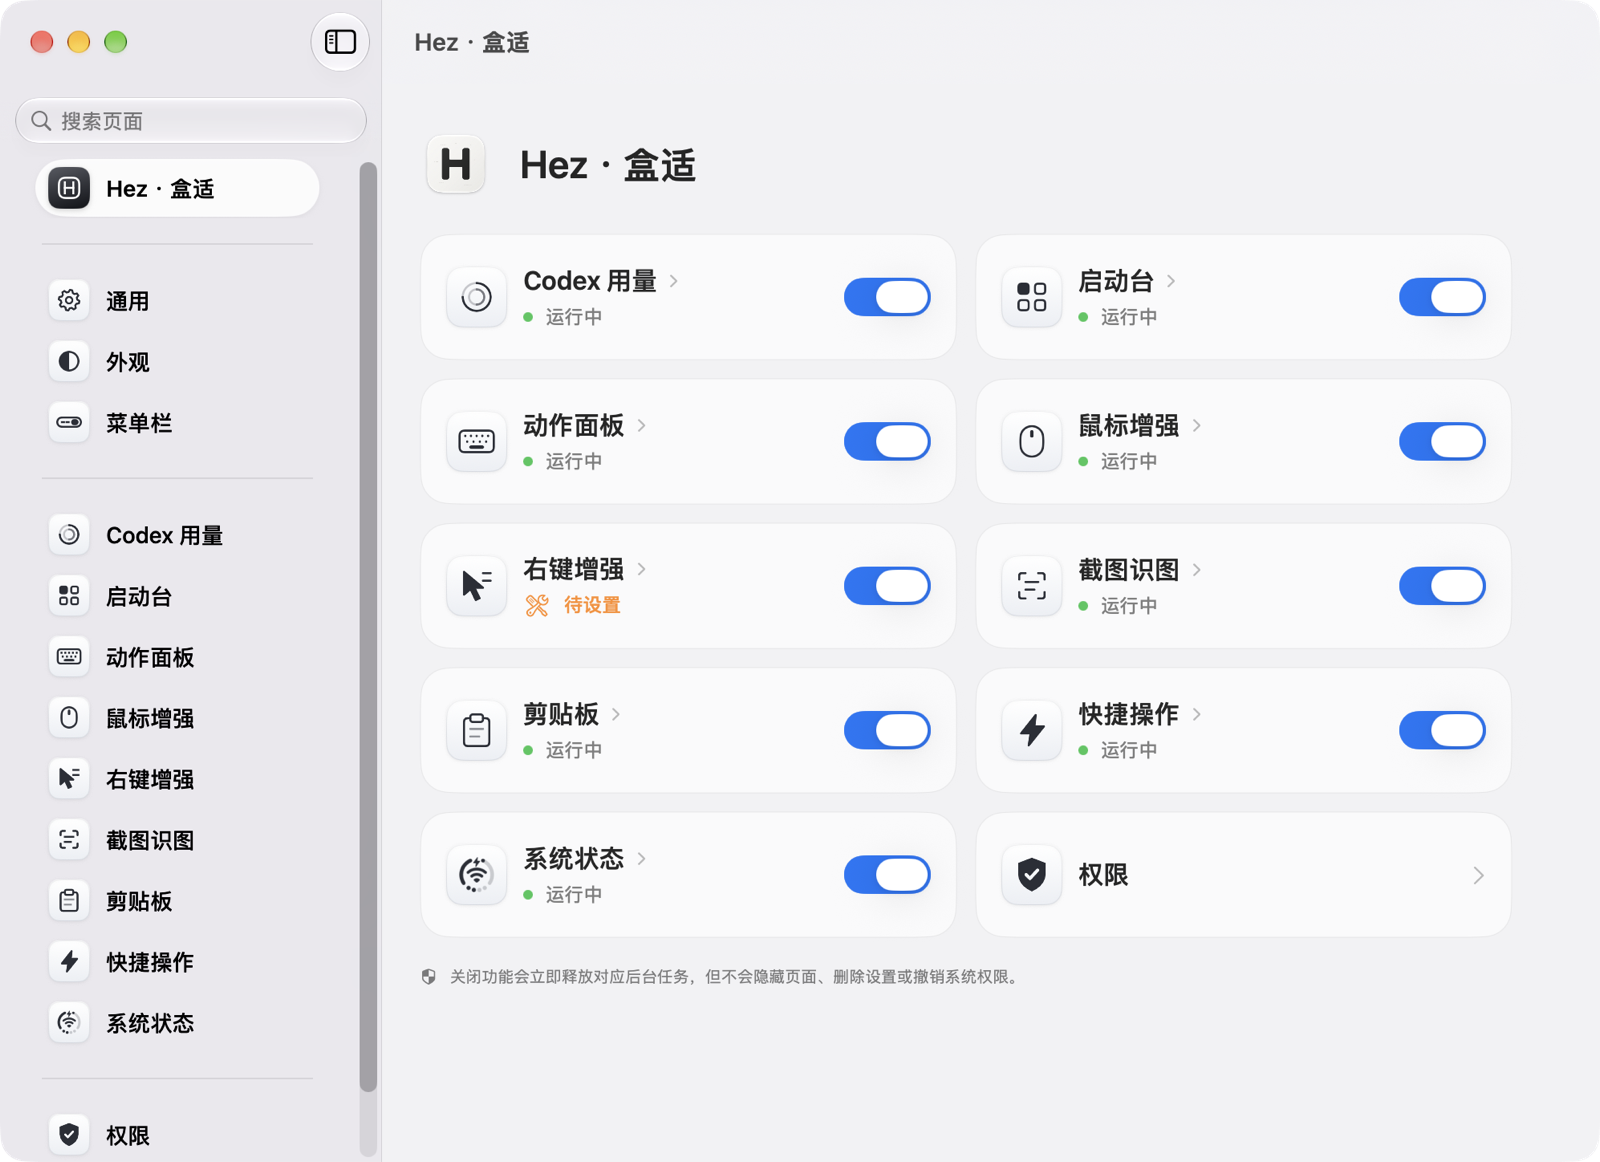 Hez · 盒适
搜索页面
Hez · 盒适
通用
外观
菜单栏
Codex 用量
启动台
动作面板
鼠标增强
右键增强
截图识图
剪贴板
快捷操作
系统状态
权限
H Hez · 盒适
Codex 用量
运行中
启动台
运行中
动作面板
运行中
鼠标增强
运行中
右键增强
待设置
截图识图
运行中
剪贴板
运行中
快捷操作
运行中
系统状态
运行中
权限
关闭功能会立即释放对应后台任务，但不会隐藏页面、删除设置或撤销系统权限。